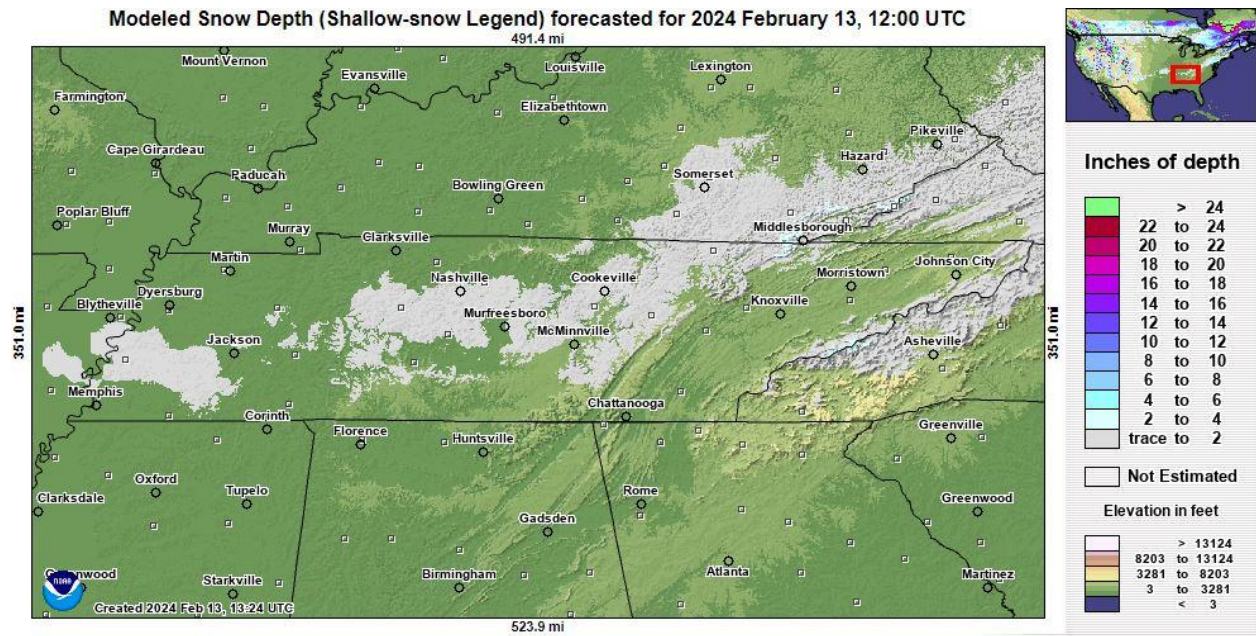 Modeled Snow Depth (Shallow-snow Legend) forecasted for 2024 February 13, 12:00 UTC
491.4 mi
Mount Vernon
Louisville
Lexington
Evansville
Farmington
Elizabethtown
Pikeville
Cape Girardeau
Hazard
Paducah
Bowling Green
Somerset
Poplar Bluff
Murray
Clarksville
Middlesborough
Martin
Nashville
Cookeville
Morristown
Johnson City
Blytheville
Dyersburg
Murfreesboro
Knoxville
351.0 mi
351.0 mi
Jackson
McMinnville
Asheville
Memphis
Corinth
Chattanooga
Florence
Huntsville
Greenville
Clarksdale
Oxford
Tupelo
Rome
Greenwood
Gadsden
Greenwood
Starkville
Birmingham
Atlanta
Martinez
NOAA
Created 2024 Feb 13, 13:24 UTC
523.9 mi
Inches of depth
> 24
22 to 24
20 to 22
18 to 20
16 to 18
14 to 16
12 to 14
10 to 12
8 to 10
6 to 8
4 to 6
2 to 4
trace to 2
Not Estimated
Elevation in feet
> 13124
8203 to 13124
3281 to 8203
3 to 3281
< 3